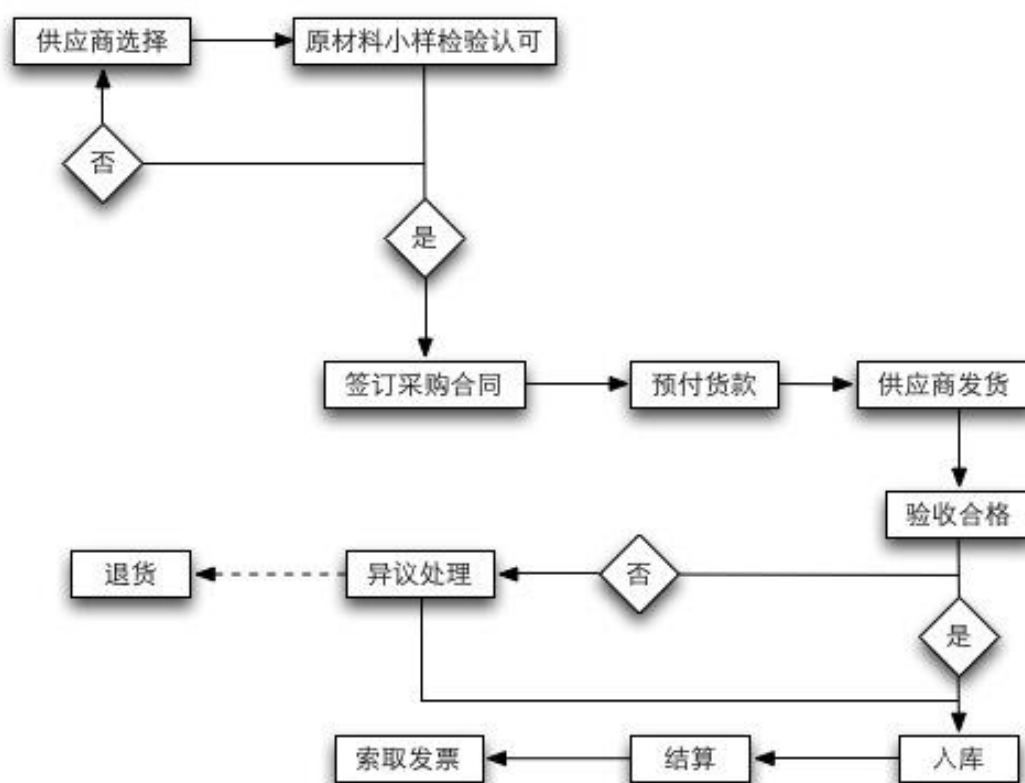 供应商选择
原材料小样检验认可
否
是
签订采购合同
预付货款
供应商发货
验收合格
退货
异议处理
否
是
索取发票
结算
入库